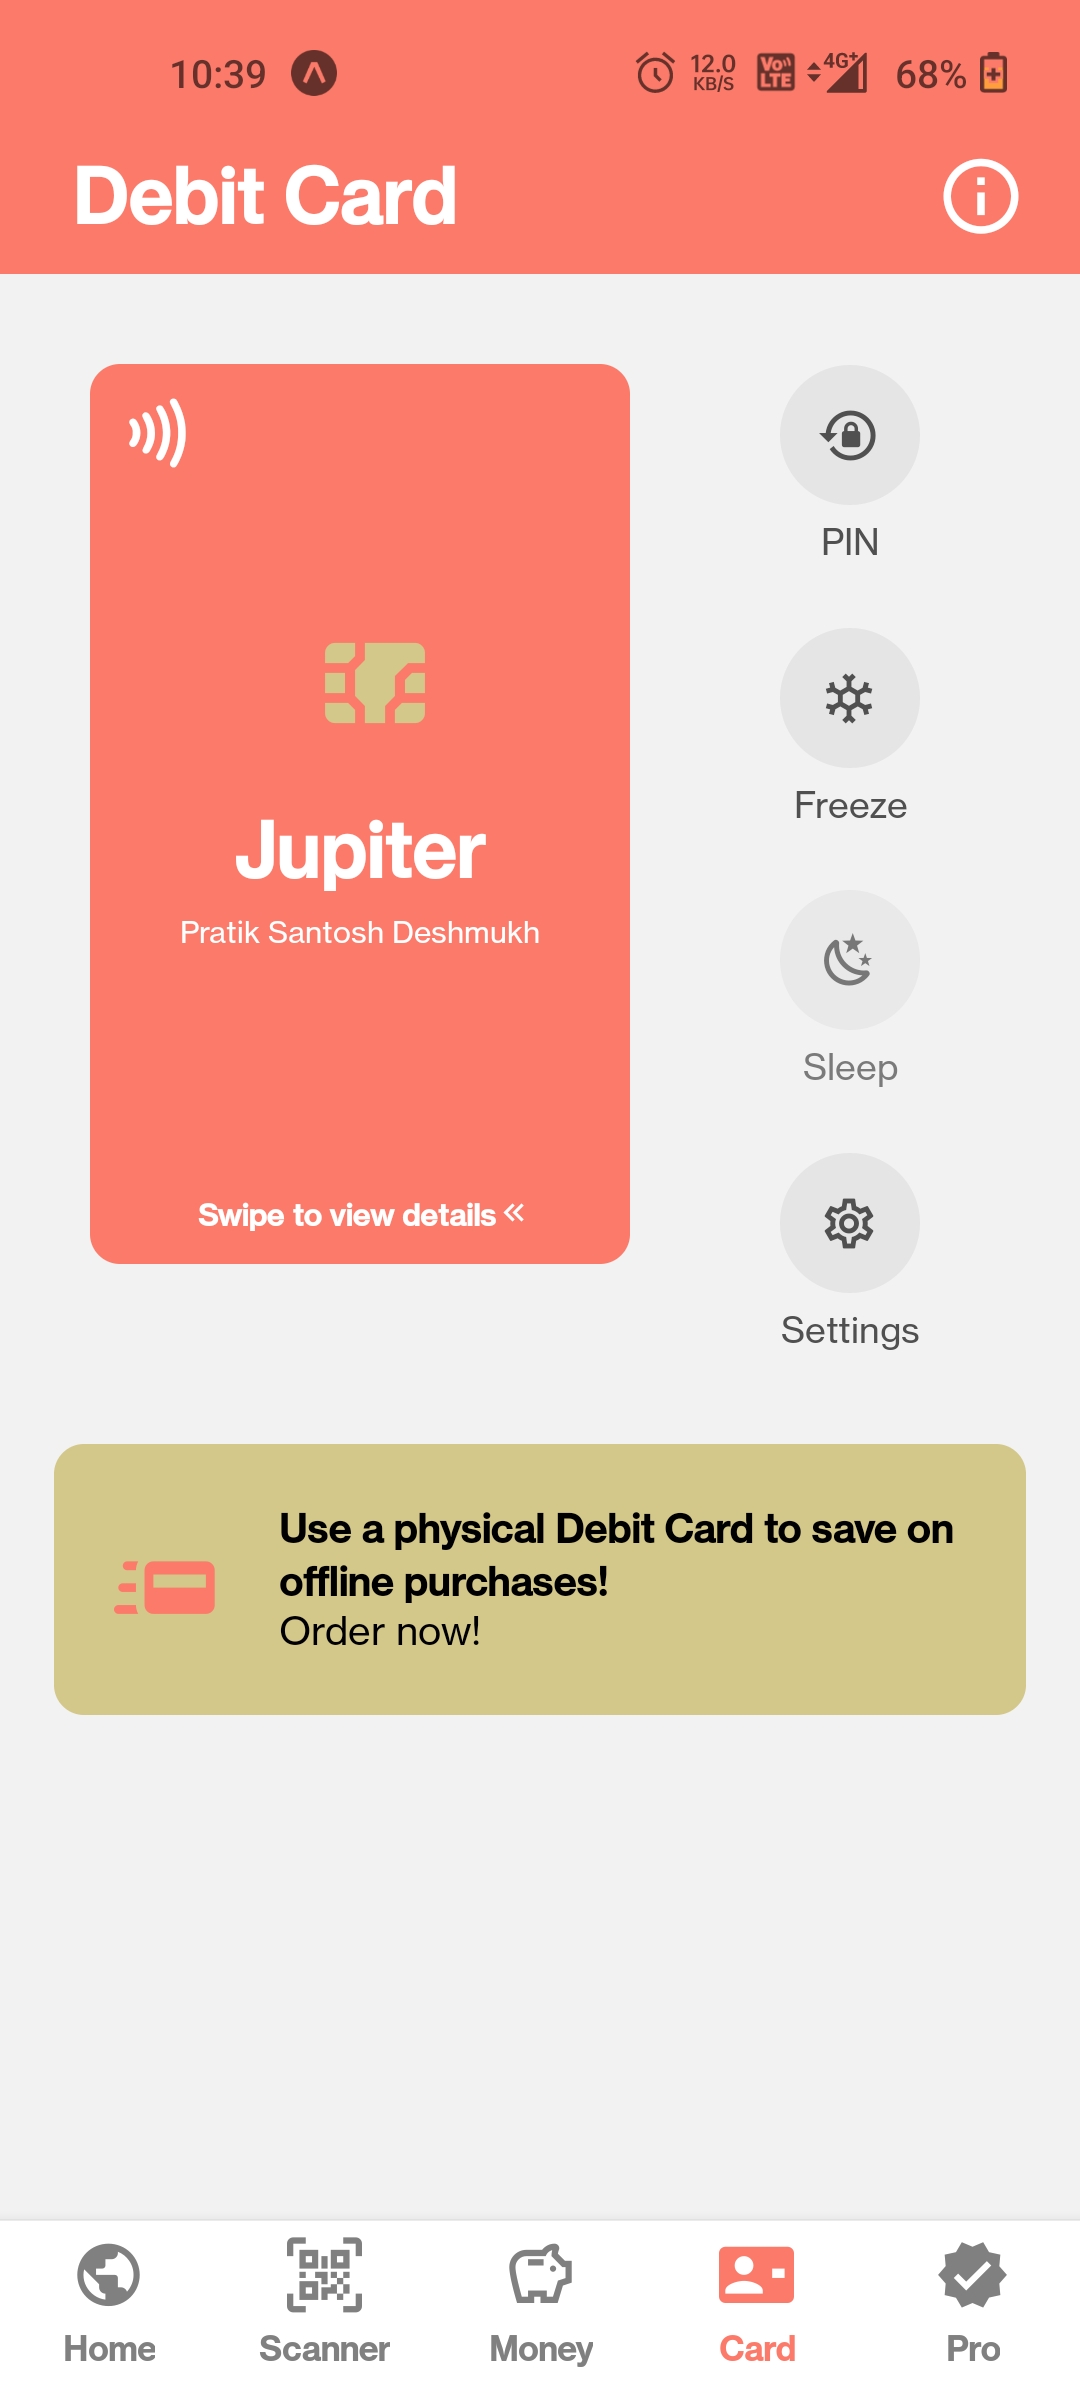 10:39
12.0
KB/S
Vo))
LTE
4G+
68%
Debit Card
PIN
Freeze
Jupiter
Pratik Santosh Deshmukh
Sleep
Swipe to view details «
Settings
Use a physical Debit Card to save on
offline purchases!
Order now!
Home
Scanner
Money
Card
Pro